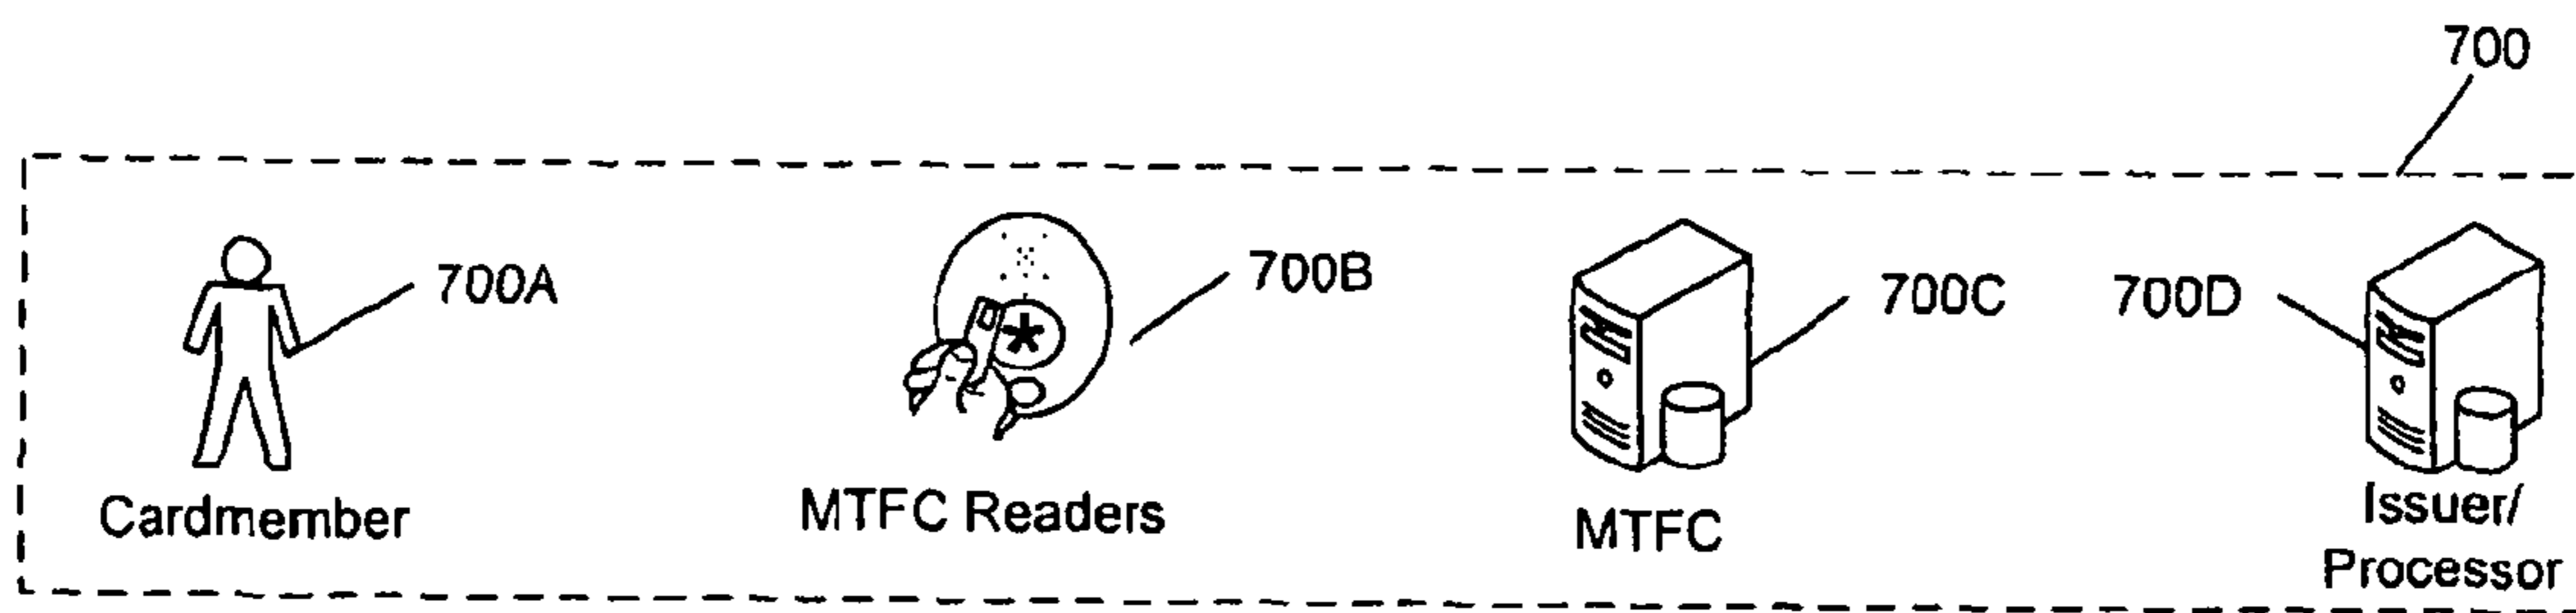 700
700A
700B
700C
700D
Cardmember
MTFC Readers
MTFC
Issuer/
Processor